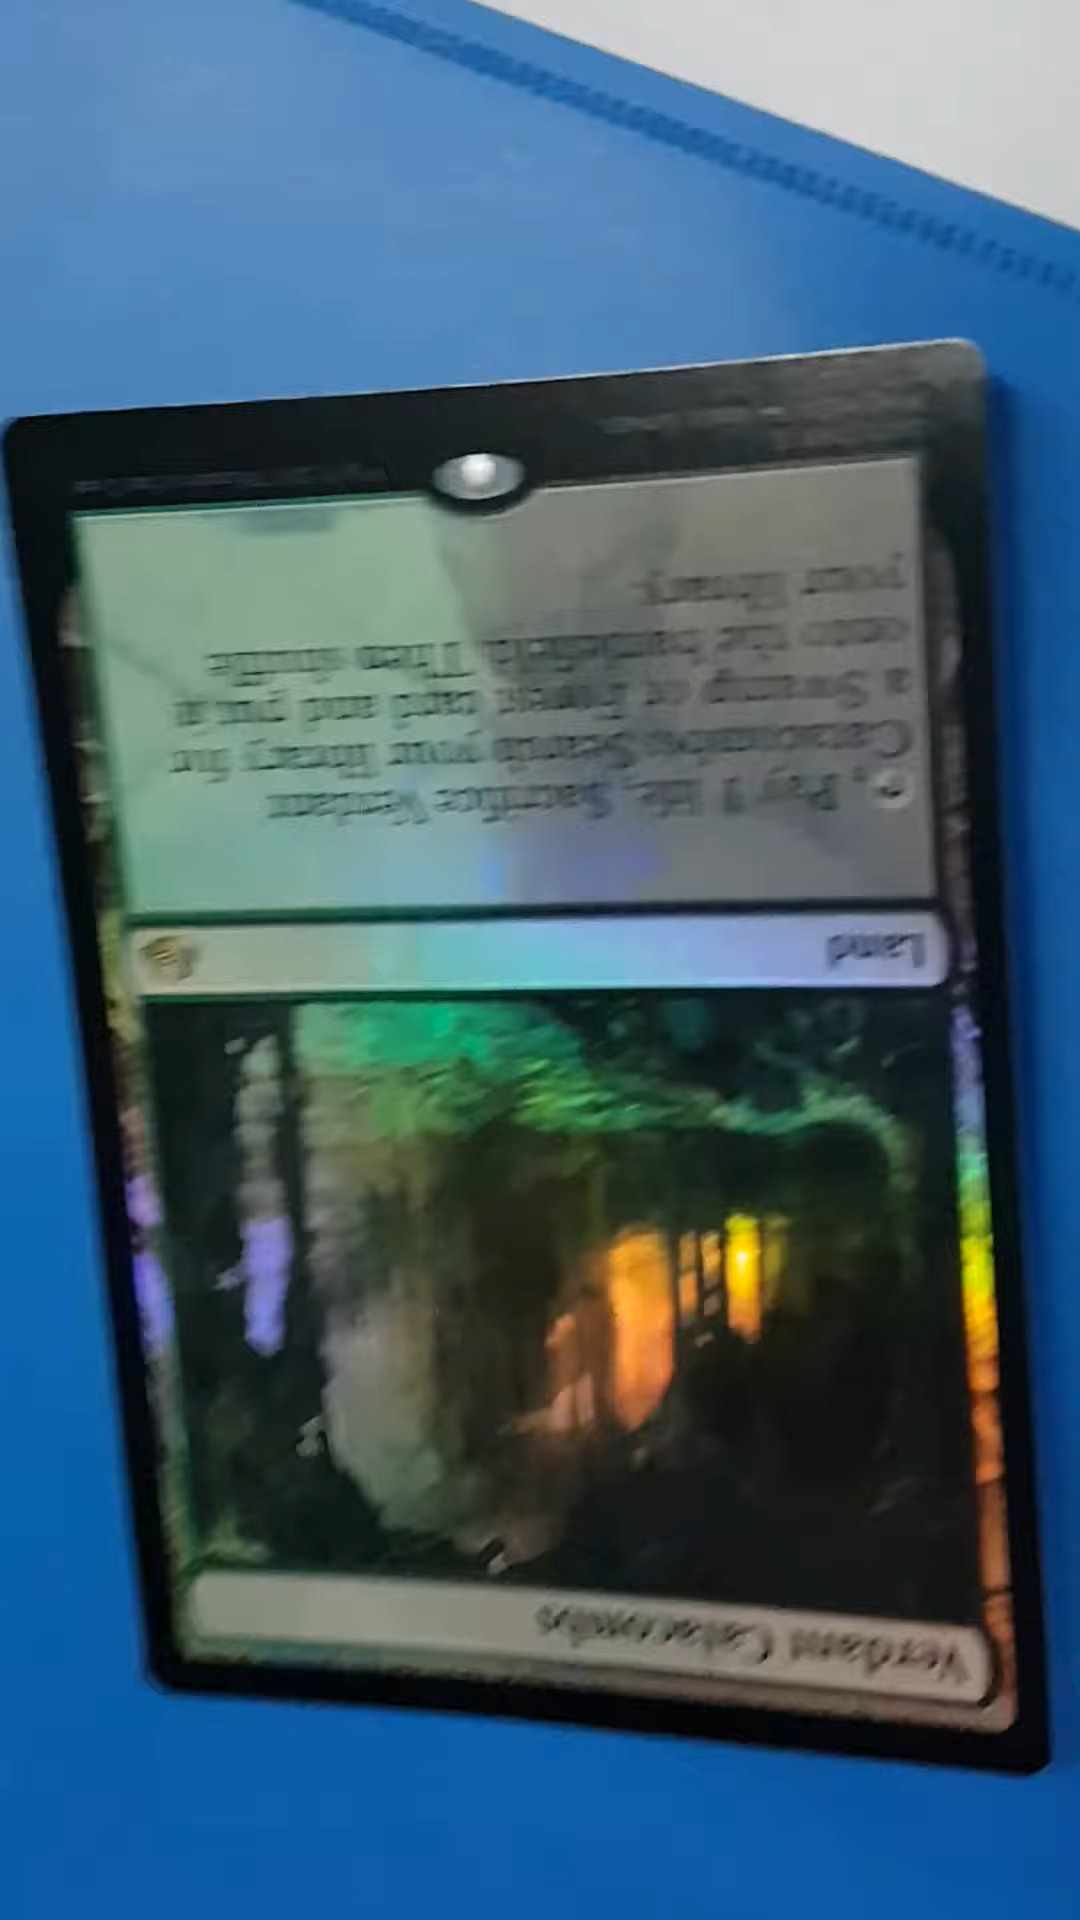 Verdant Catacombs
Land
, Pay 1 life, Sacrifice Verdant
Catacombs: Search your library for
a Swamp or Forest card and put it
onto the battlefield. Then shuffle
your library.